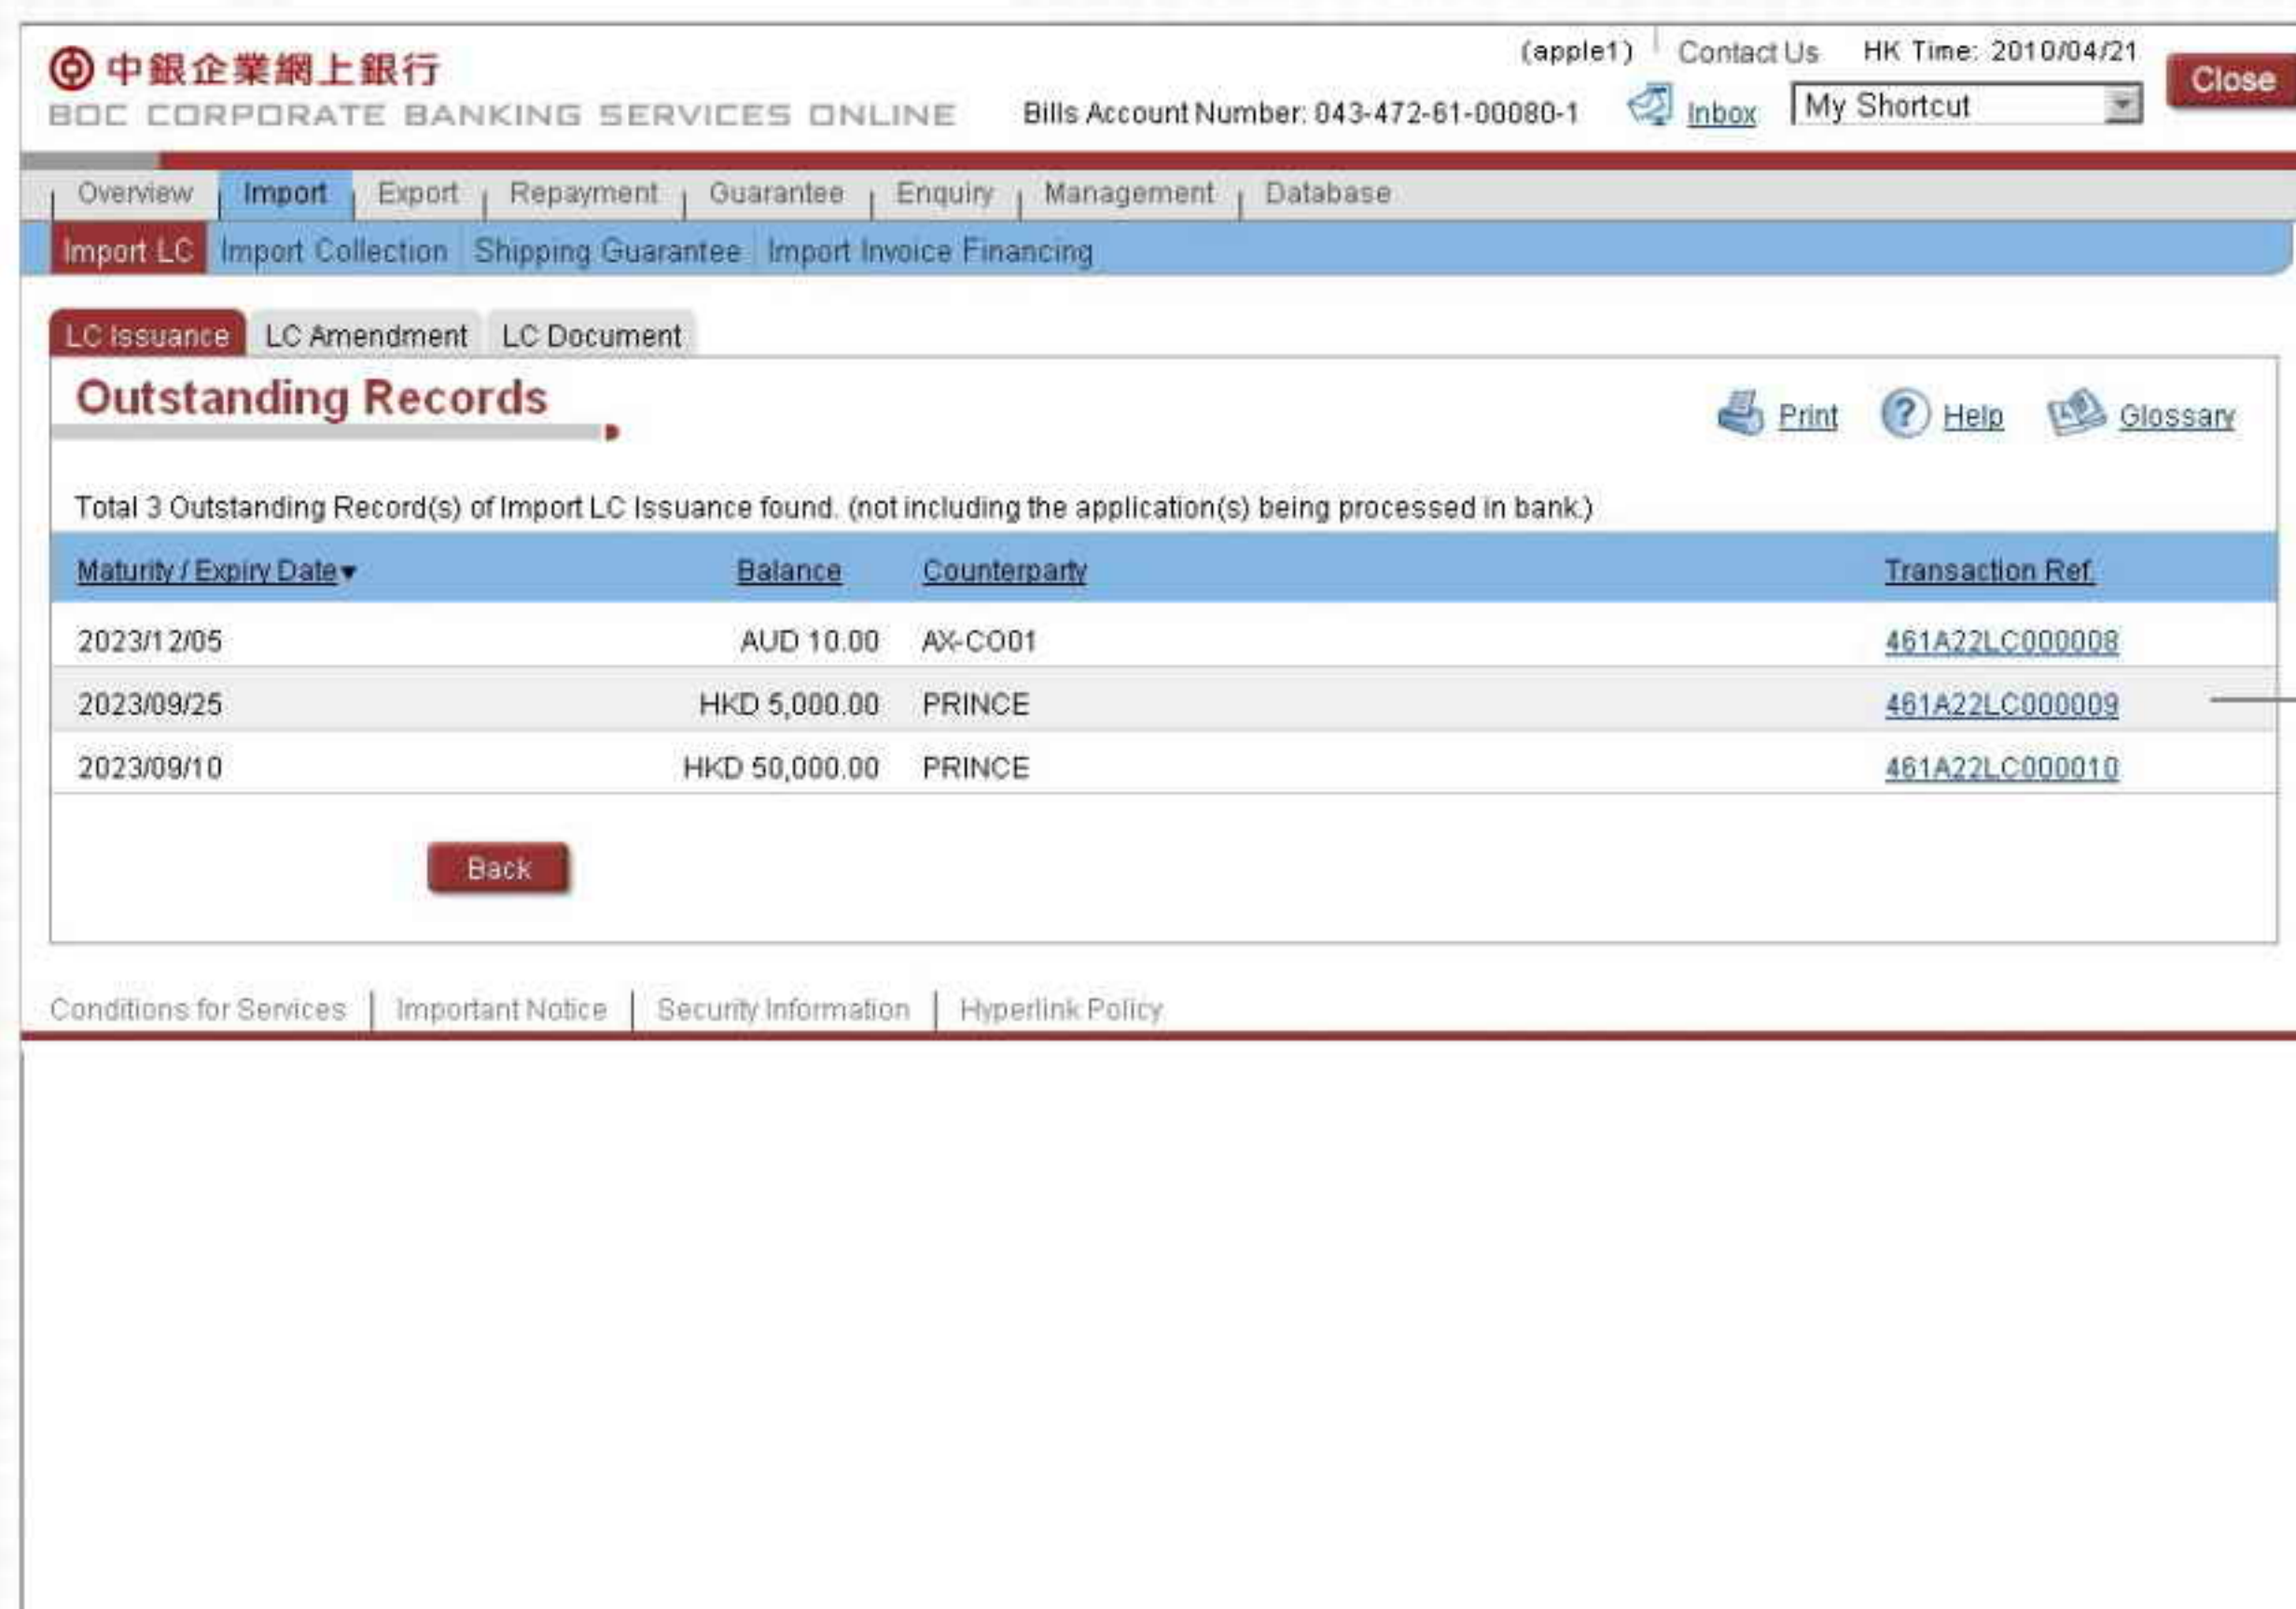 中銀企業網上銀行
BOC CORPORATE BANKING SERVICES ONLINE
(apple1) Contact Us HK Time: 2010/04/21
Close
Bills Account Number: 043-472-61-00080-1 Inbox My Shortcut
Overview Import Export Repayment Guarantee Enquiry Management Database
Import LC Import Collection Shipping Guarantee Import Invoice Financing
LC Issuance LC Amendment LC Document
Outstanding Records
Print Help Glossary
Total 3 Outstanding Record(s) of Import LC Issuance found. (not including the application(s) being processed in bank.)
Maturity / Expiry Date▼ Balance Counterparty Transaction Ref.
2023/12/05 AUD 10.00 AX-CO01 461A22LC000008
2023/09/25 HKD 5,000.00 PRINCE 461A22LC000009
2023/09/10 HKD 50,000.00 PRINCE 461A22LC000010
Back
Conditions for Services | Important Notice | Security Information | Hyperlink Policy